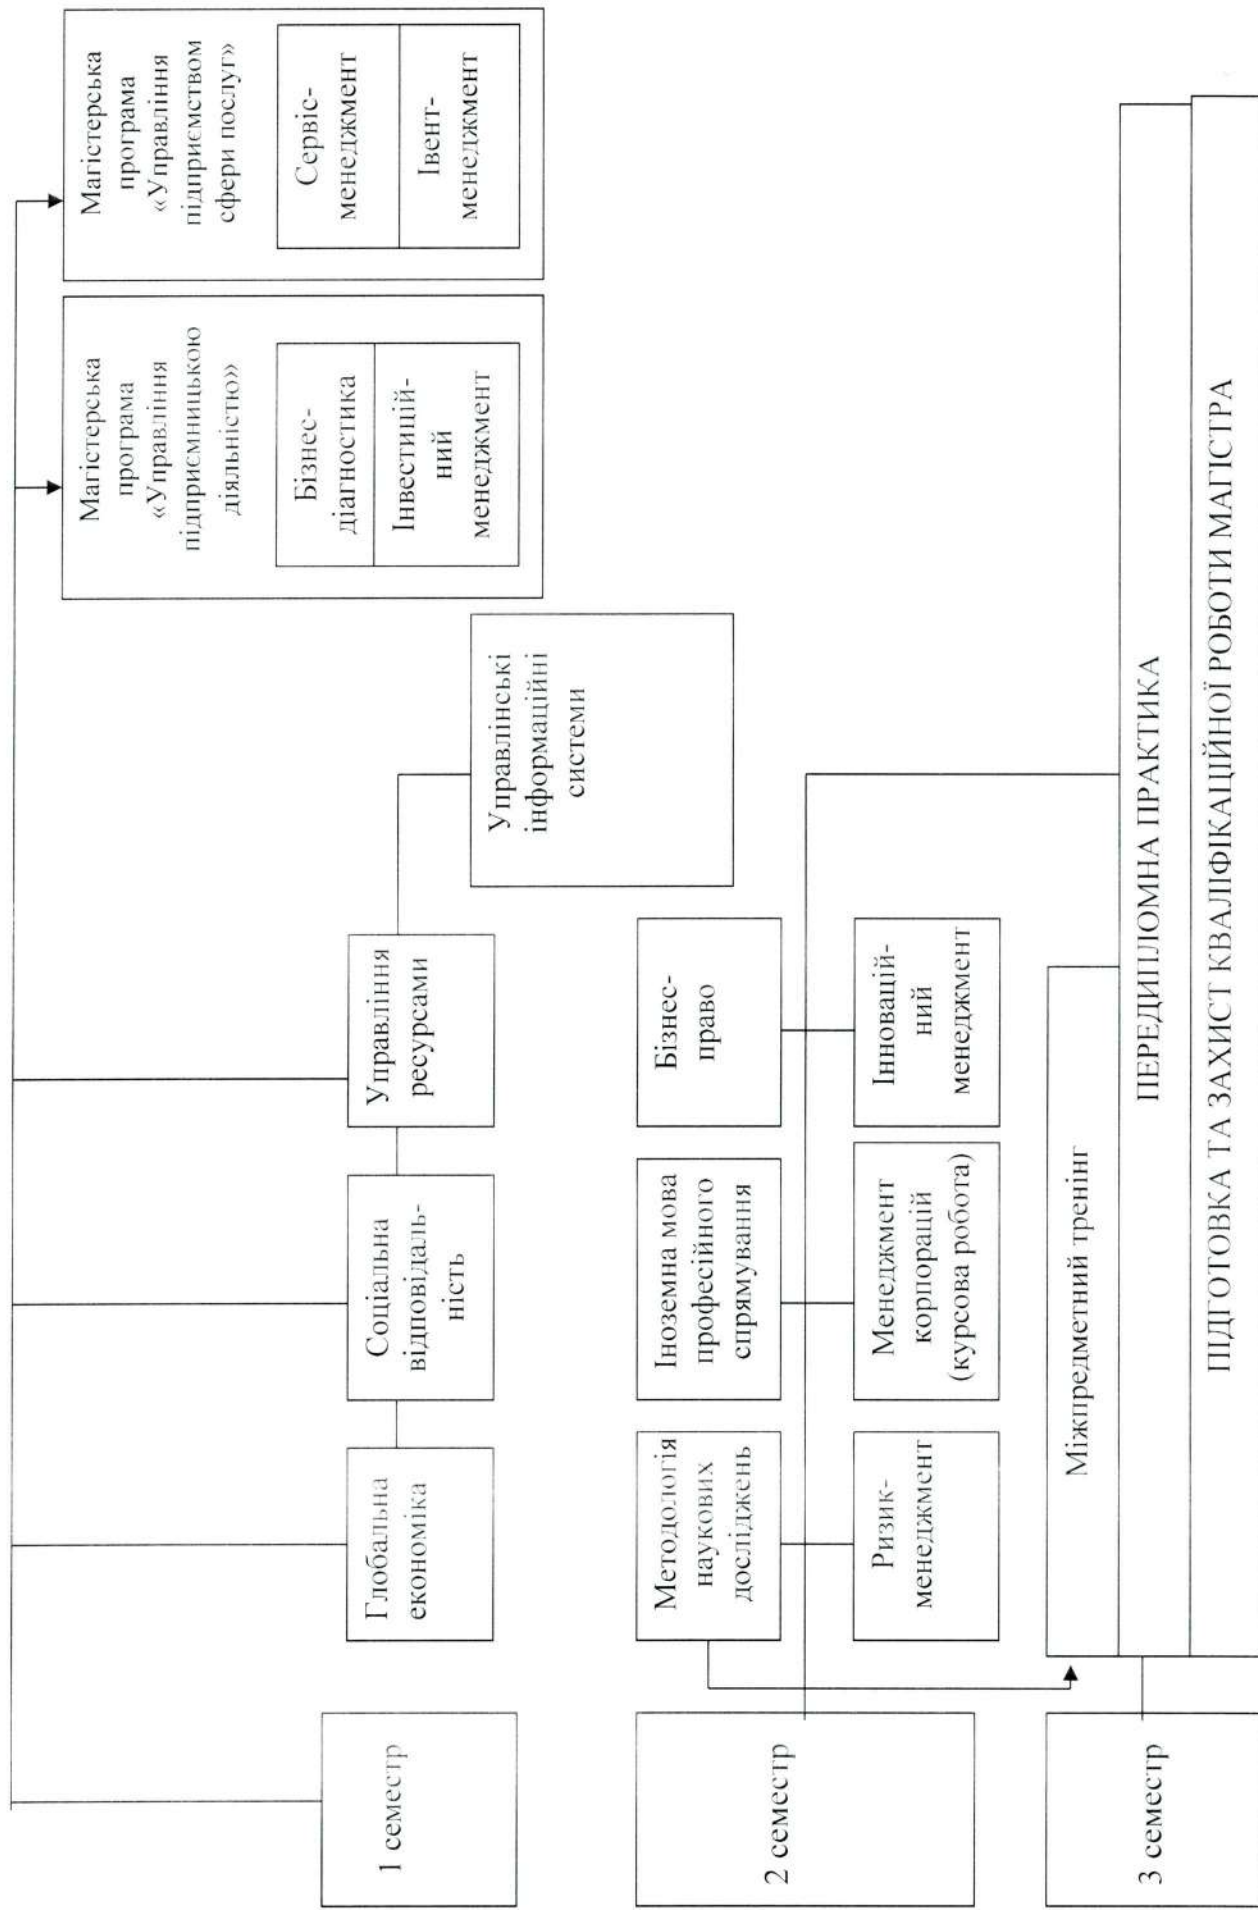 1 семестр
Глобальна
економіка
Соціальна
відповідаль-
ність
Управління
ресурсами
Управлінські
інформаційні
системи
Магістерська
програма
«Управління
підприємницькою
діяльністю»
Бізнес-
діагностика
Інвестицій-
ний
менеджмент
Магістерська
програма
«Управління
підприємством
сфери послуг»
Сервіс-
менеджмент
Івент-
менеджмент
2 семестр
Методологія
наукових
досліджень
Іноземна мова
професійного
спрямування
Бізнес-
право
Ризик-
менеджмент
Менеджмент
корпорацій
(курсова робота)
Інновацій-
ний
менеджмент
3 семестр
Міжпредметний тренінг
ПЕРЕДИПЛОМНА ПРАКТИКА
ПІДГОТОВКА ТА ЗАХИСТ КВАЛІФІКАЦІЙНОЇ РОБОТИ МАГІСТРА